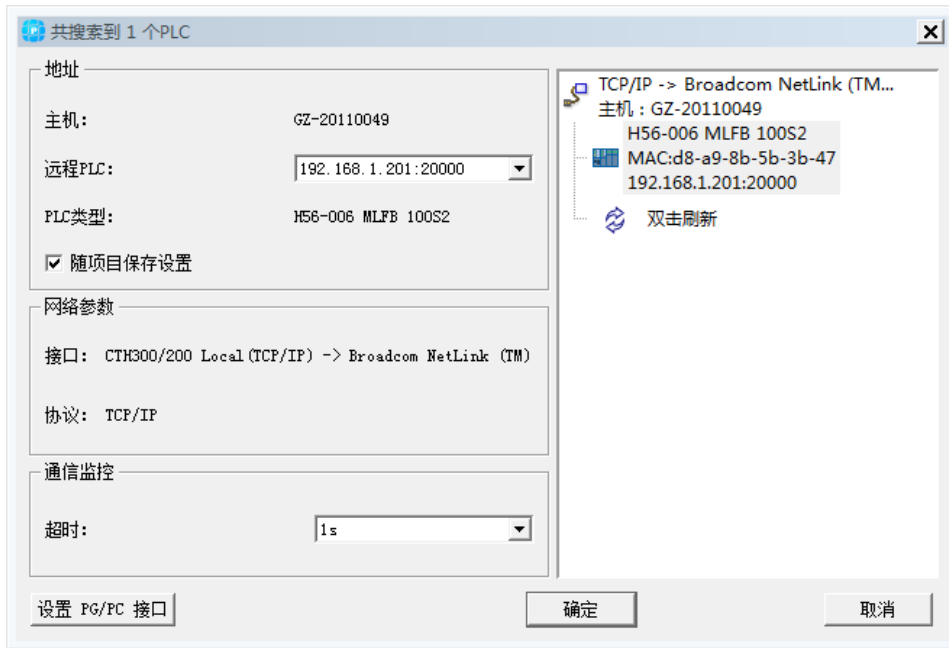 共搜索到 1 个PLC
地址
主机: GZ-20110049
远程PLC: 192.168.1.201:20000
PLC类型: H56-006 MLFB 100S2
随项目保存设置
网络参数
接口: CTH300/200 Local(TCP/IP) -> Broadcom NetLink (TM)
协议: TCP/IP
通信监控
超时: 1s
TCP/IP -> Broadcom NetLink (TM...
主机：GZ-20110049
H56-006 MLFB 100S2
MAC:d8-a9-8b-5b-3b-47
192.168.1.201:20000
双击刷新
设置 PG/PC 接口
确定
取消